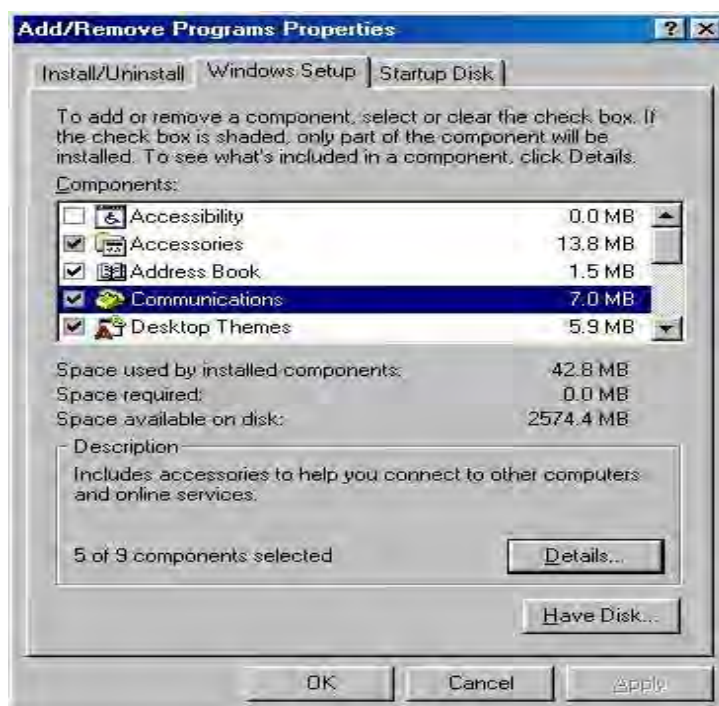 Add/Remove Programs Properties
Install/Uninstall Windows Setup Startup Disk
To add or remove a component, select or clear the check box. If
the check box is shaded, only part of the component will be
installed. To see what's included in a component, click Details.
Components:
Accessibility 0.0 MB
Accessories 13.8 MB
Address Book 1.5 MB
Communications 7.0 MB
Desktop Themes 5.9 MB
Space used by installed components: 42.8 MB
Space required: 0.0 MB
Space available on disk: 2574.4 MB
Description
Includes accessories to help you connect to other computers
and online services.
5 of 9 components selected Details...
Have Disk...
OK Cancel Apply